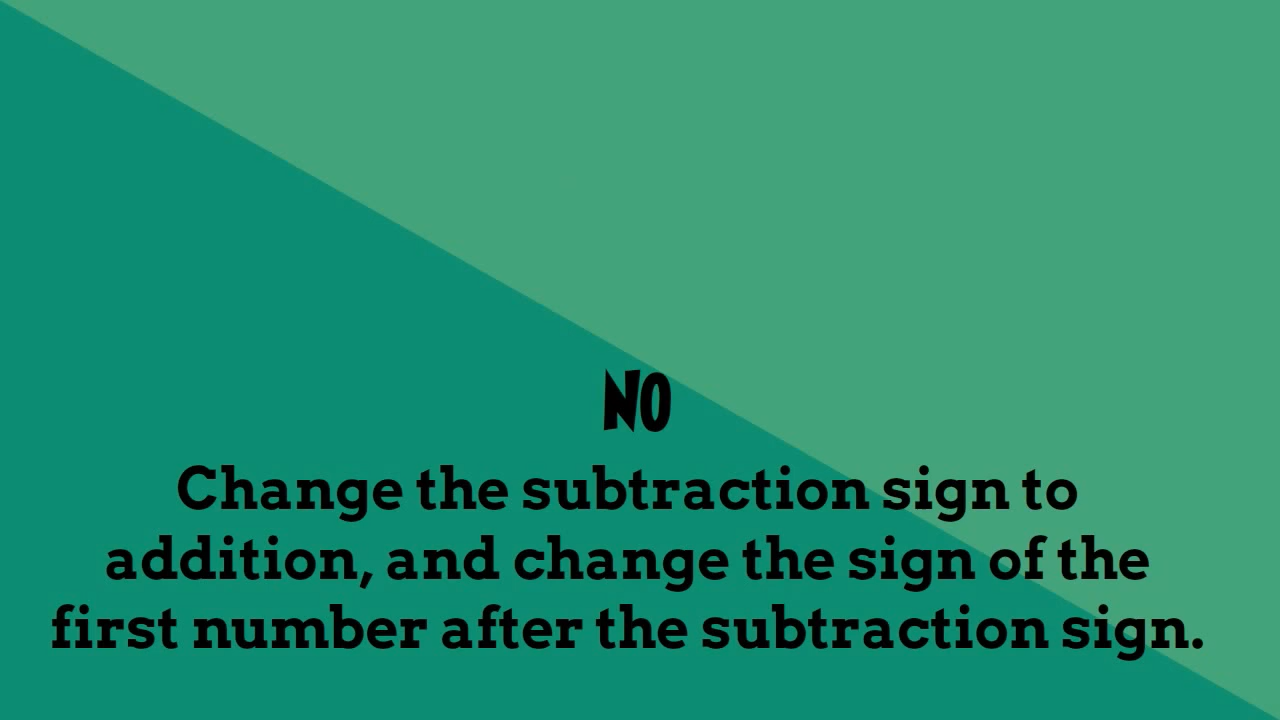 NO
Change the subtraction sign to
addition, and change the sign of the
first number after the subtraction sign.